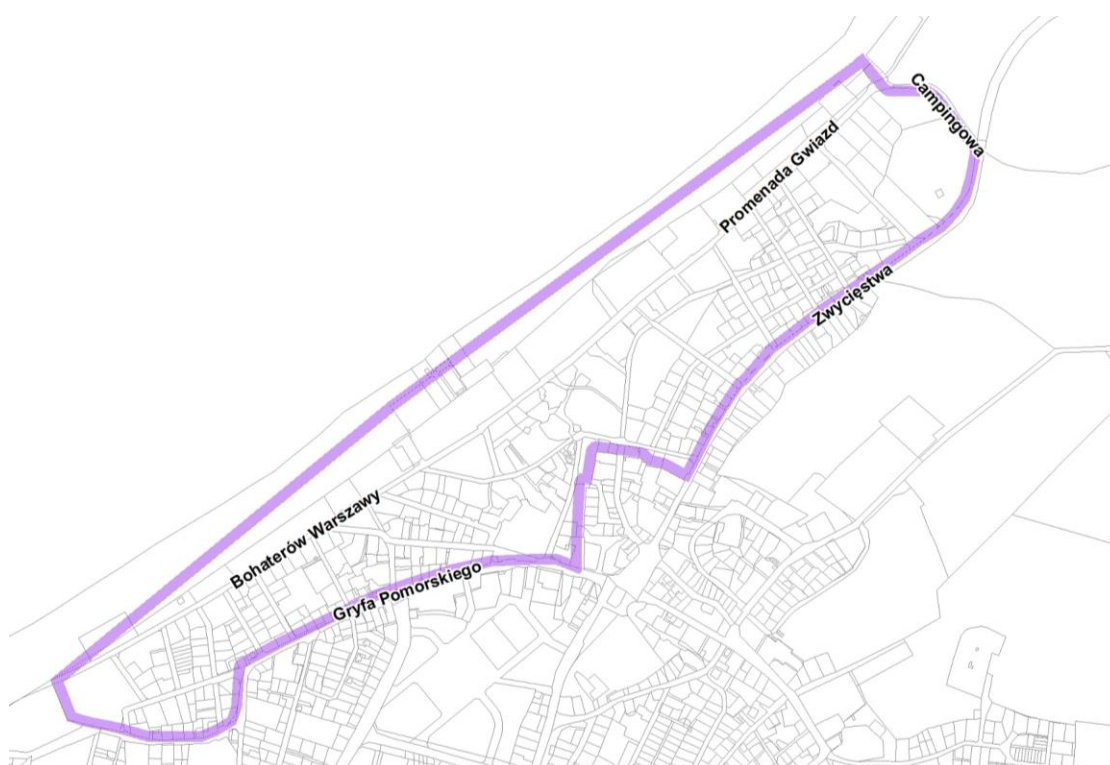 Campingowa
Promenada Gwiazd
Zwycięstwa
Bohaterów Warszawy
Gryfa Pomorskiego